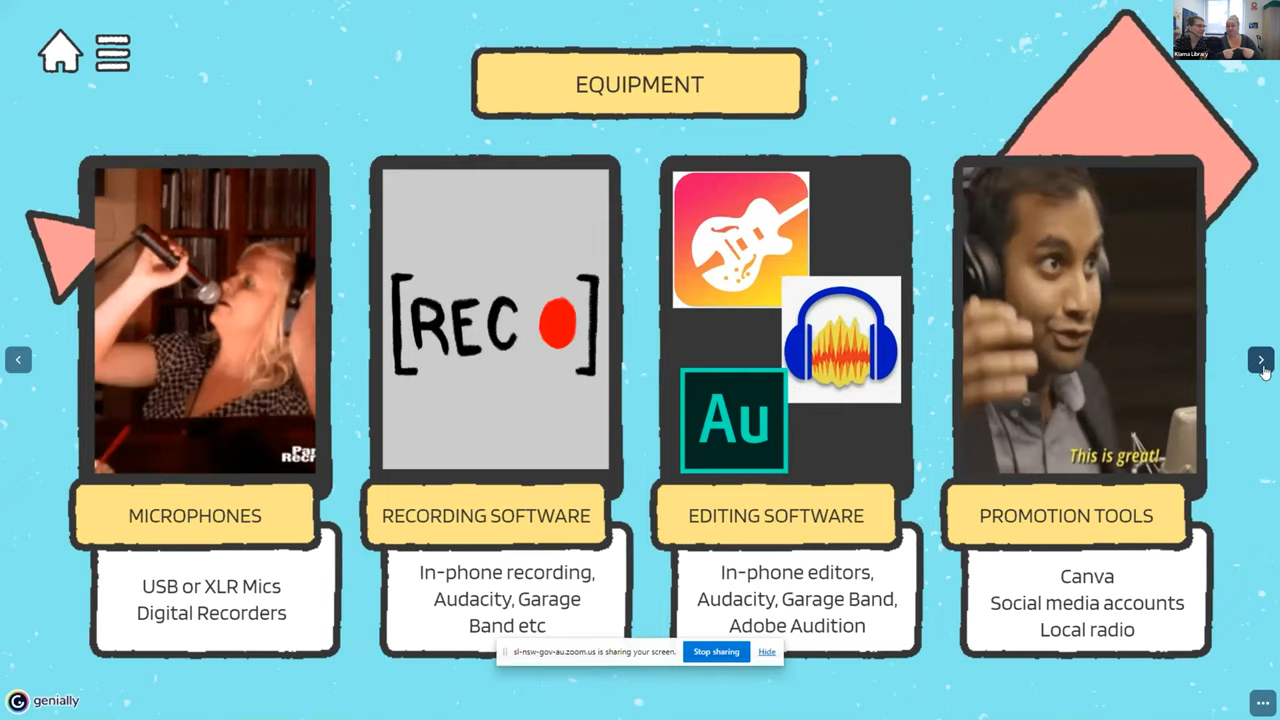 Kiama Library
EQUIPMENT
[REC ]
Au
This is great!
MICROPHONES
RECORDING SOFTWARE
EDITING SOFTWARE
PROMOTION TOOLS
USB or XLR Mics
Digital Recorders
In-phone recording,
Audacity, Garage
Band etc
In-phone editors,
Audacity, Garage Band,
Adobe Audition
Canva
Social media accounts
Local radio
sl-nsw-gov-au.zoom.us is sharing your screen.
Stop sharing
Hide
genially